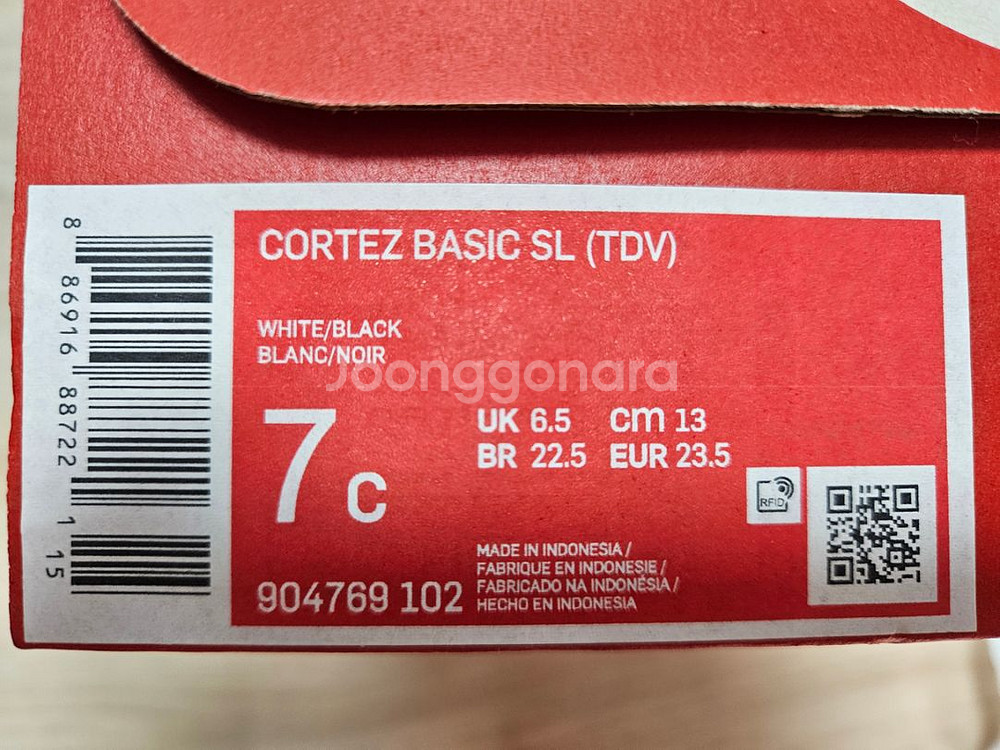 8
86916
88722
1
15
CORTEZ BASIC SL (TDV)
WHITE/BLACK
BLANC/NOIR
Joonggonara
7C
UK 6.5 cm 13
BR 22.5 EUR 23.5
RFID
MADE IN INDONESIA /
FABRIQUE EN INDONESIE /
FABRICADO NA INDONÉSIA /
HECHO EN INDONESIA
904769 102